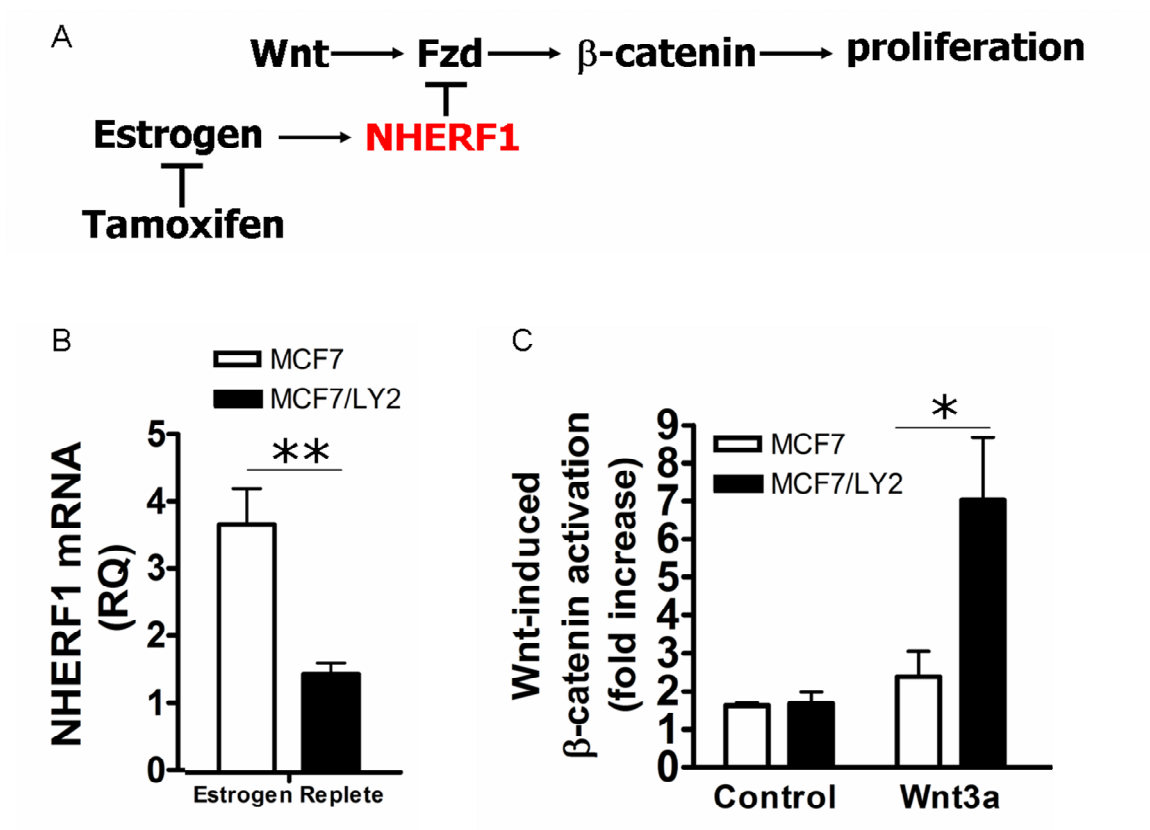 A
Wnt Fzd β-catenin proliferation
Estrogen NHERF1
Tamoxifen
B
MCF7
MCF7/LY2
NHERF1 mRNA
(RQ)
5
4
3
2
1
0
**
Estrogen Replete
C
MCF7
MCF7/LY2
Wnt-induced
β-catenin activation
(fold increase)
9
8
7
6
5
4
3
2
1
0
*
Control Wnt3a